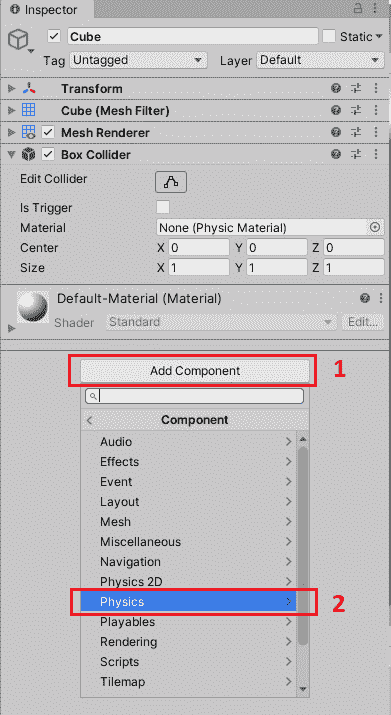 Inspector
Cube Static
Tag Untagged Layer Default
Transform
Cube (Mesh Filter)
Mesh Renderer
Box Collider
Edit Collider
Is Trigger
Material None (Physic Material)
Center X 0 Y 0 Z 0
Size X 1 Y 1 Z 1
Default-Material (Material)
Shader Standard Edit...
Add Component 1
Component
Audio
Effects
Event
Layout
Mesh
Miscellaneous
Navigation
Physics 2D
Physics 2
Playables
Rendering
Scripts
Tilemap